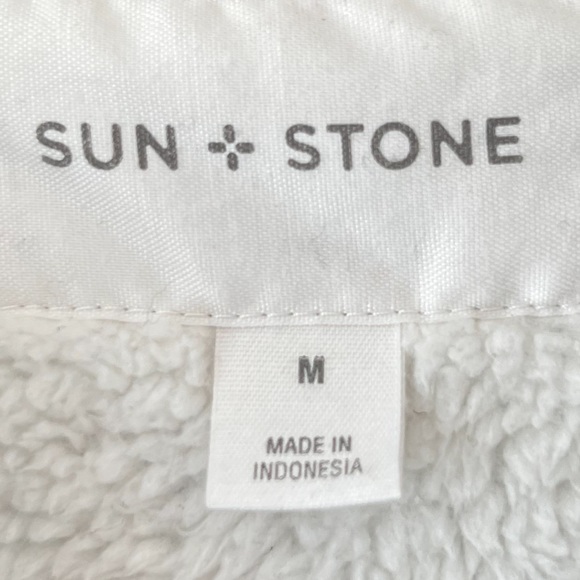 SUN + STONE
M
MADE IN
INDONESIA